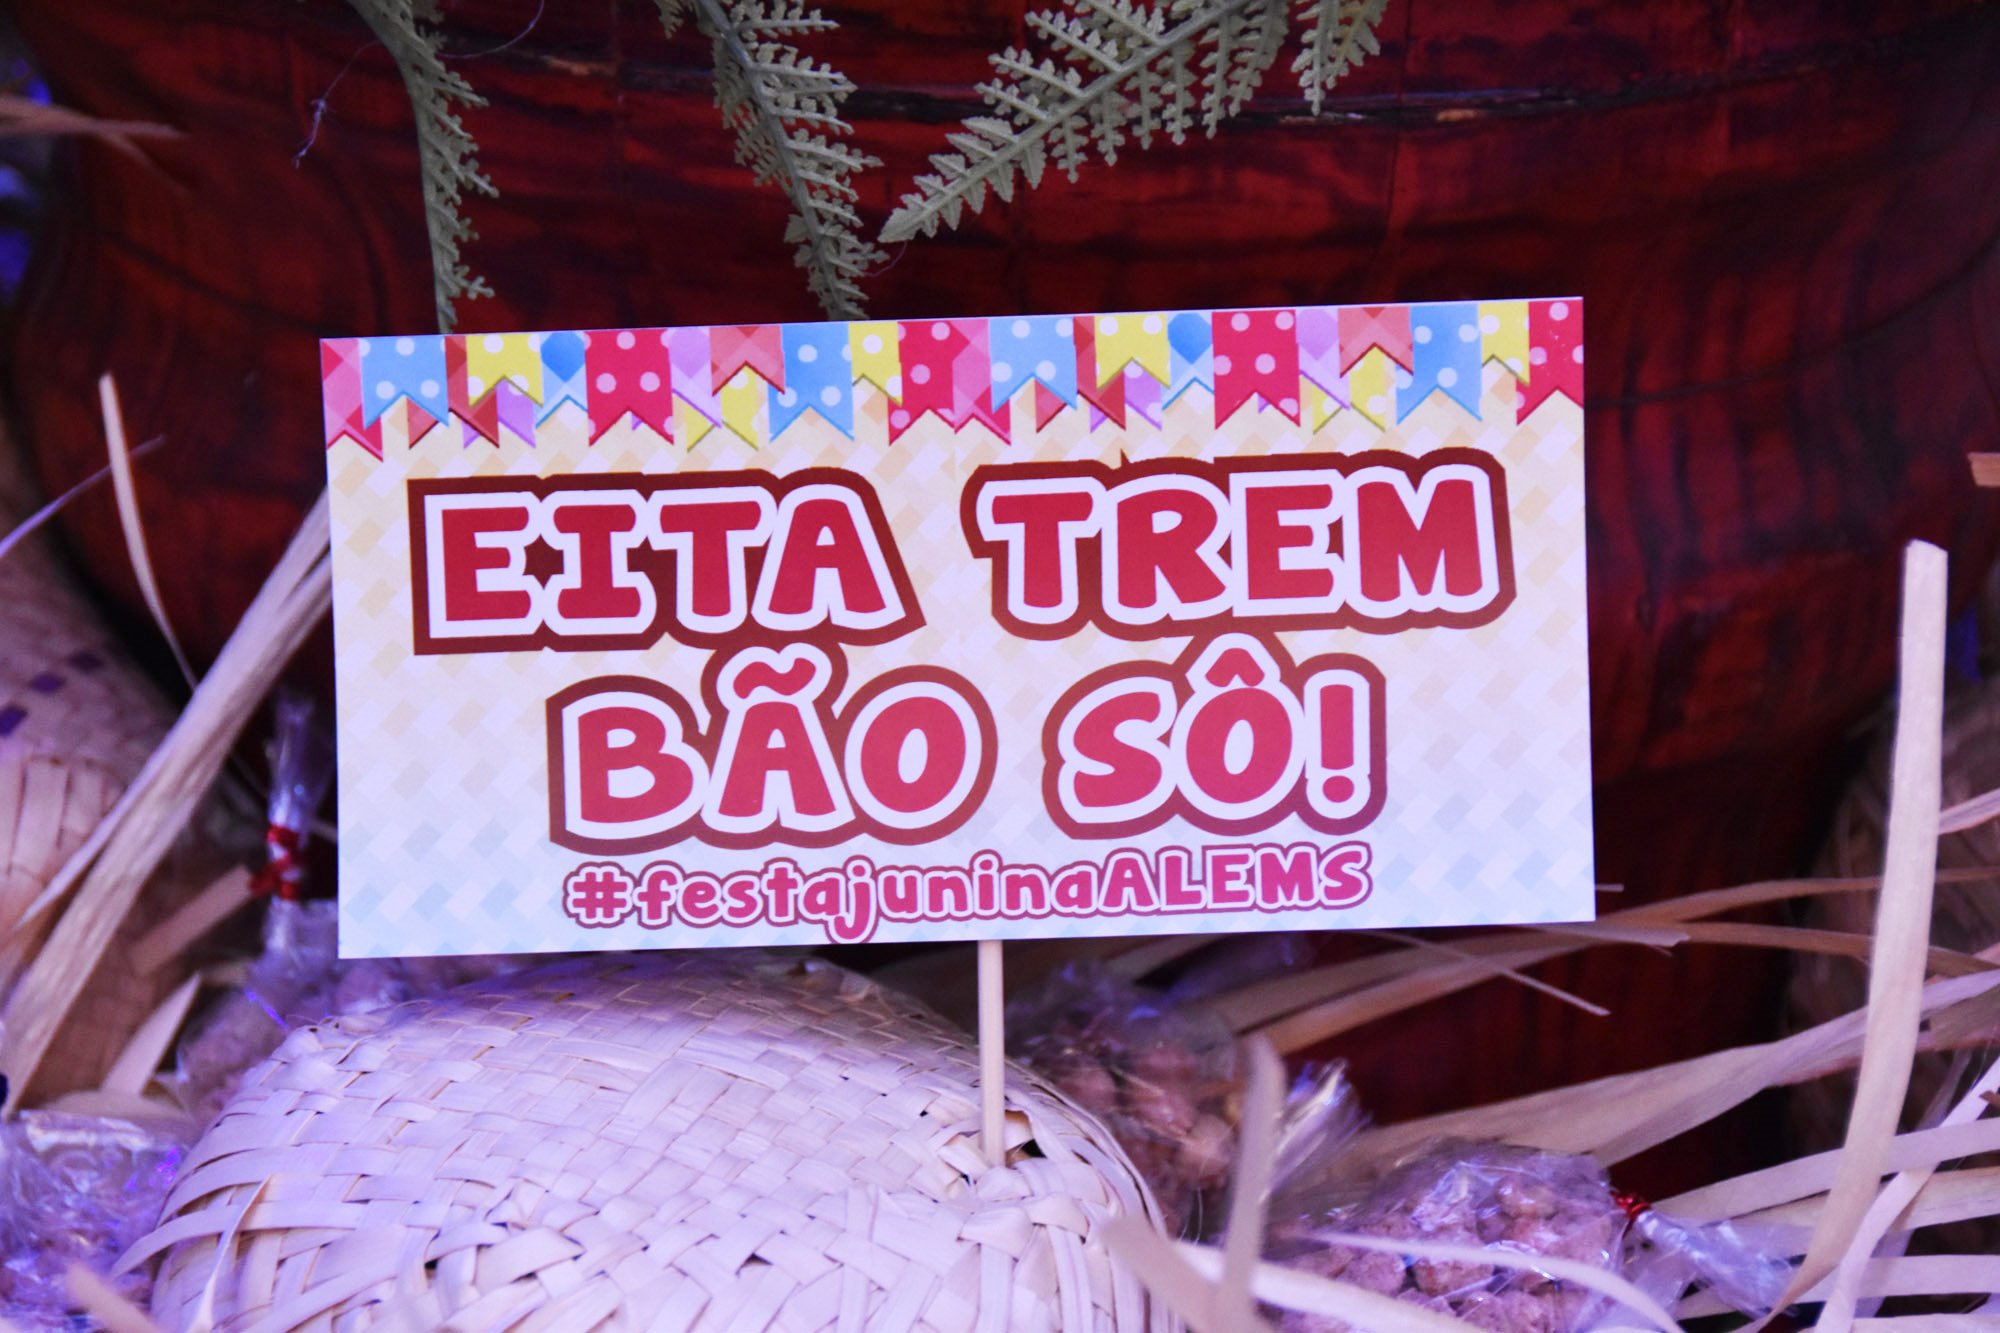 EITA TREM
BÃO SÔ!
#festajuninaALEMS